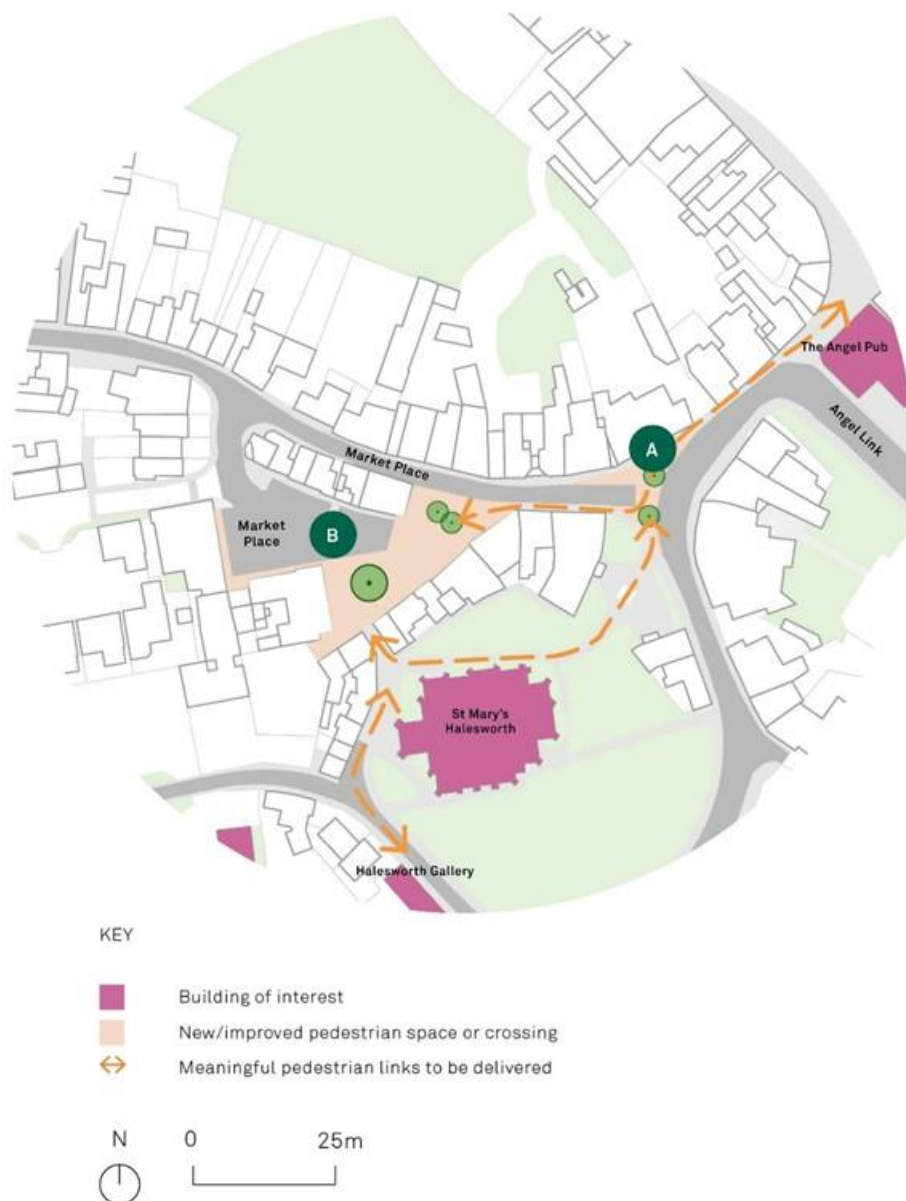 The Angel Pub
Angel Link
A
Market Place
Market
Place
B
St Mary's
Halesworth
Halesworth Gallery
KEY
Building of interest
New/improved pedestrian space or crossing
Meaningful pedestrian links to be delivered
N 0 25m